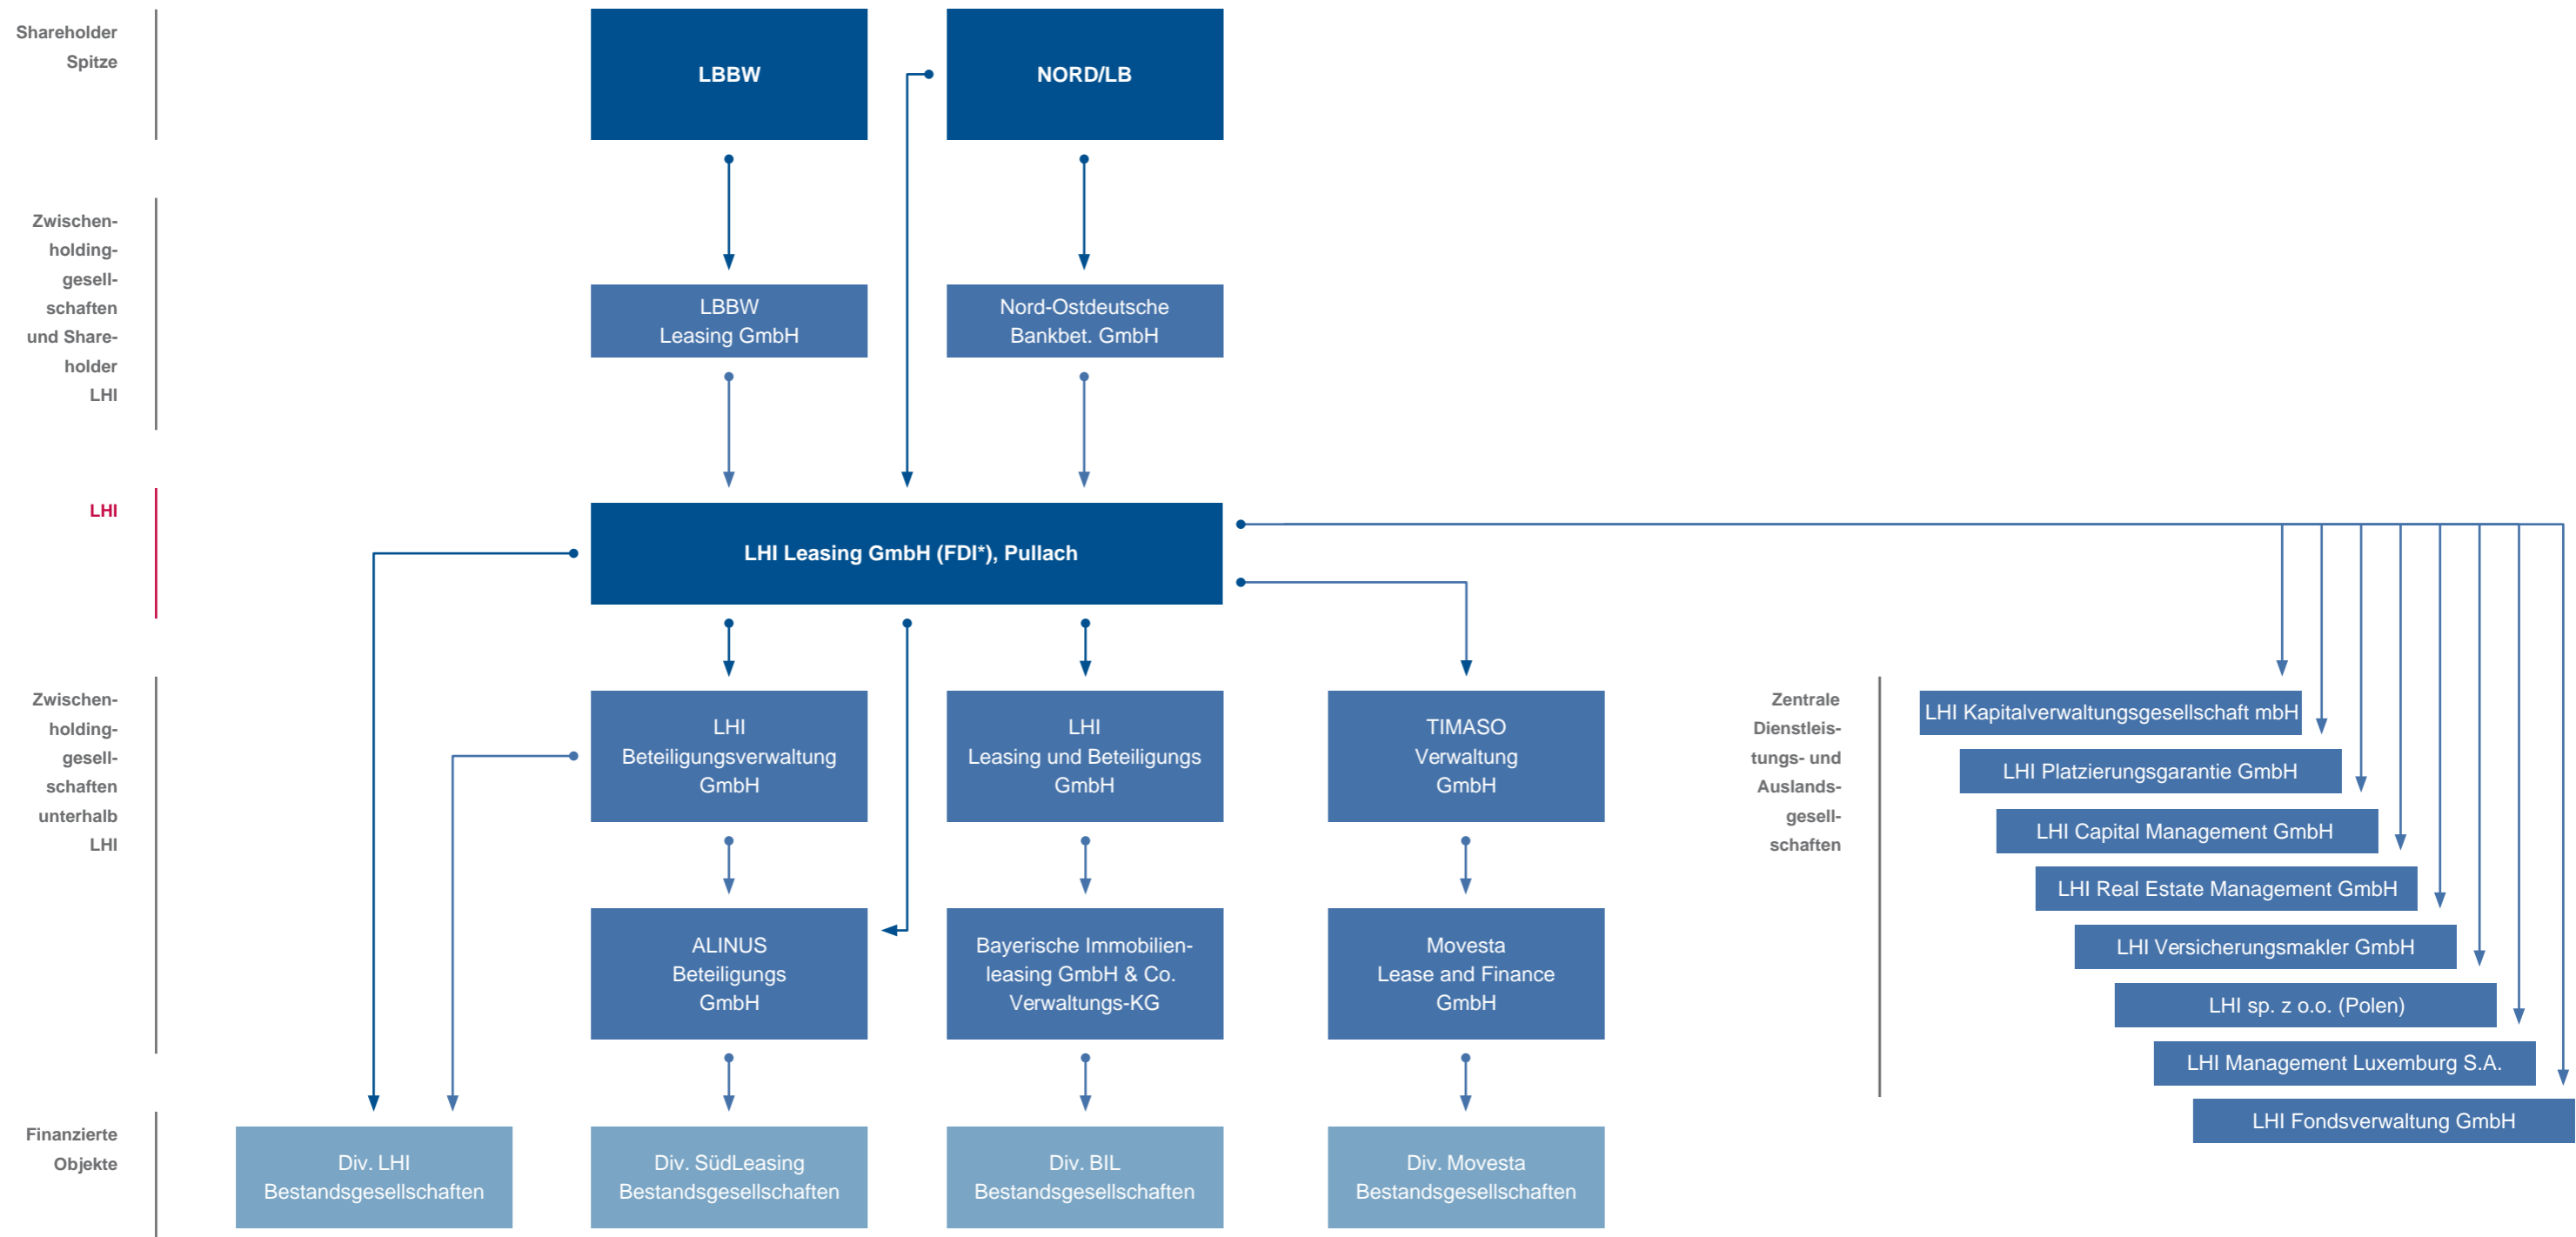 Shareholder
Spitze
LBBW
NORD/LB
Zwischen-
holding-
gesell-
schaften
und Share-
holder
LHI
LBBW
Leasing GmbH
Nord-Ostdeutsche
Bankbet. GmbH
LHI
LHI Leasing GmbH (FDI*), Pullach
Zwischen-
holding-
gesell-
schaften
unterhalb
LHI
LHI
Beteiligungsverwaltung
GmbH
LHI
Leasing und Beteiligungs
GmbH
TIMASO
Verwaltung
GmbH
ALINUS
Beteiligungs
GmbH
Bayerische Immobilien-
leasing GmbH & Co.
Verwaltungs-KG
Movesta
Lease and Finance
GmbH
Zentrale
Dienstleis-
tungs- und
Auslands-
gesell-
schaften
LHI Kapitalverwaltungsgesellschaft mbH
LHI Platzierungsgarantie GmbH
LHI Capital Management GmbH
LHI Real Estate Management GmbH
LHI Versicherungsmakler GmbH
LHI sp. z o.o. (Polen)
LHI Management Luxemburg S.A.
LHI Fondsverwaltung GmbH
Finanzierte
Objekte
Div. LHI
Bestandsgesellschaften
Div. SüdLeasing
Bestandsgesellschaften
Div. BIL
Bestandsgesellschaften
Div. Movesta
Bestandsgesellschaften